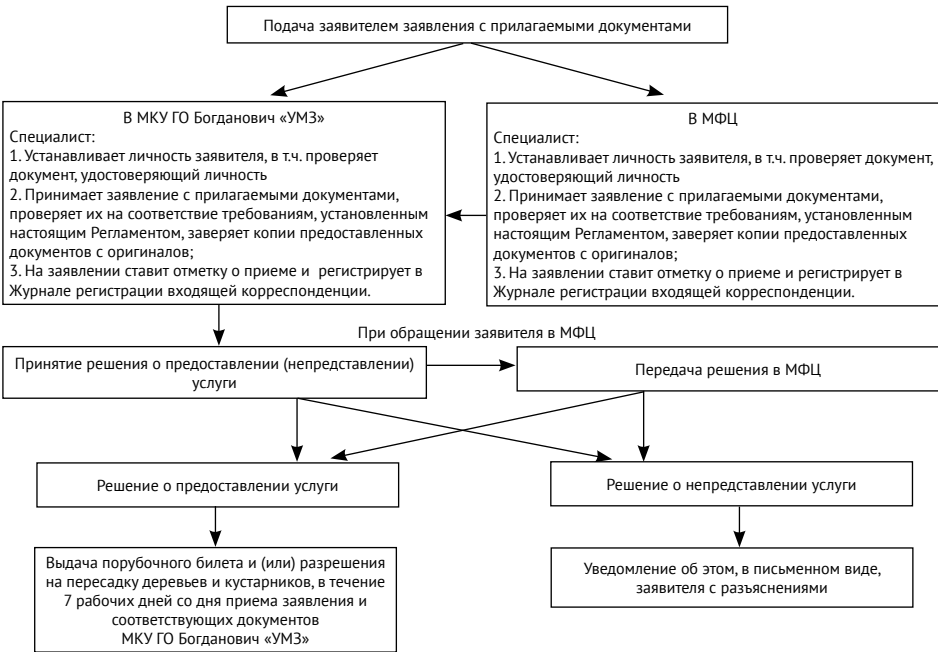 Подача заявителем заявления с прилагаемыми документами
В МКУ ГО Богданович «УМЗ»
Специалист:
1. Устанавливает личность заявителя, в т.ч. проверяет
документ, удостоверяющий личность
2. Принимает заявление с прилагаемыми документами,
проверяет их на соответствие требованиям, установленным
настоящим Регламентом, заверяет копии предоставленных
документов с оригиналов;
3. На заявлении ставит отметку о приеме и регистрирует в
Журнале регистрации входящей корреспонденции.
В МФЦ
Специалист:
1. Устанавливает личность заявителя, в т.ч. проверяет документ,
удостоверяющий личность
2. Принимает заявление с прилагаемыми документами,
проверяет их на соответствие требованиям, установленным
настоящим Регламентом, заверяет копии предоставленных
документов с оригиналов;
3. На заявлении ставит отметку о приеме и регистрирует в
Журнале регистрации входящей корреспонденции.
При обращении заявителя в МФЦ
Принятие решения о предоставлении (непредставлении)
услуги
Передача решения в МФЦ
Решение о предоставлении услуги
Решение о непредставлении услуги
Выдача порубочного билета и (или) разрешения
на пересадку деревьев и кустарников, в течение
7 рабочих дней со дня приема заявления и
соответствующих документов
МКУ ГО Богданович «УМЗ»
Уведомление об этом, в письменном виде,
заявителя с разъяснениями